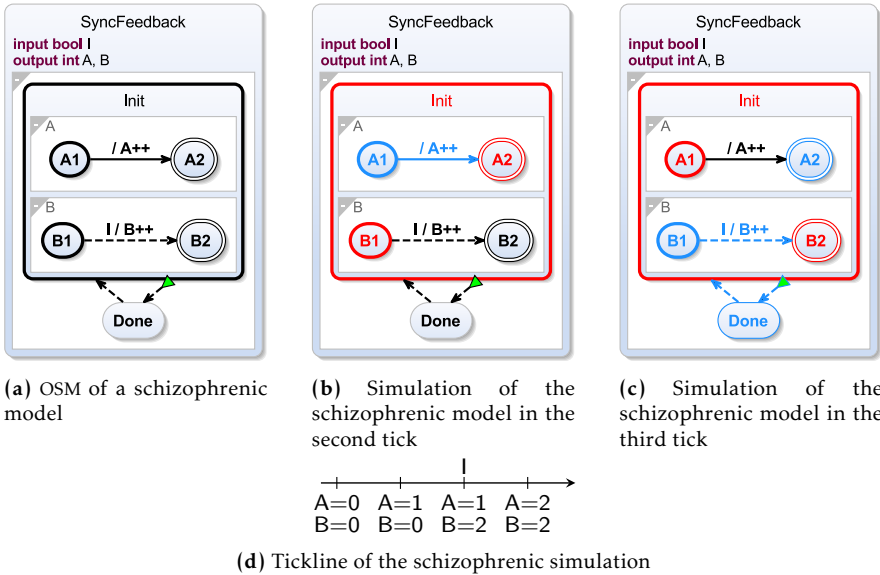 SyncFeedback
input bool I
output int A, B
-
Init
- A
A1
/ A++
A2
- B
B1
I / B++
B2
Done
(a) OSM of a schizophrenic
model
SyncFeedback
input bool I
output int A, B
-
Init
- A
A1
/ A++
A2
- B
B1
I / B++
B2
Done
(b) Simulation of the
schizophrenic model in the
second tick
SyncFeedback
input bool I
output int A, B
-
Init
- A
A1
/ A++
A2
- B
B1
I / B++
B2
Done
(c) Simulation of the
schizophrenic model in the
third tick
I
A=0 A=1 A=1 A=2
B=0 B=0 B=2 B=2
(d) Tickline of the schizophrenic simulation